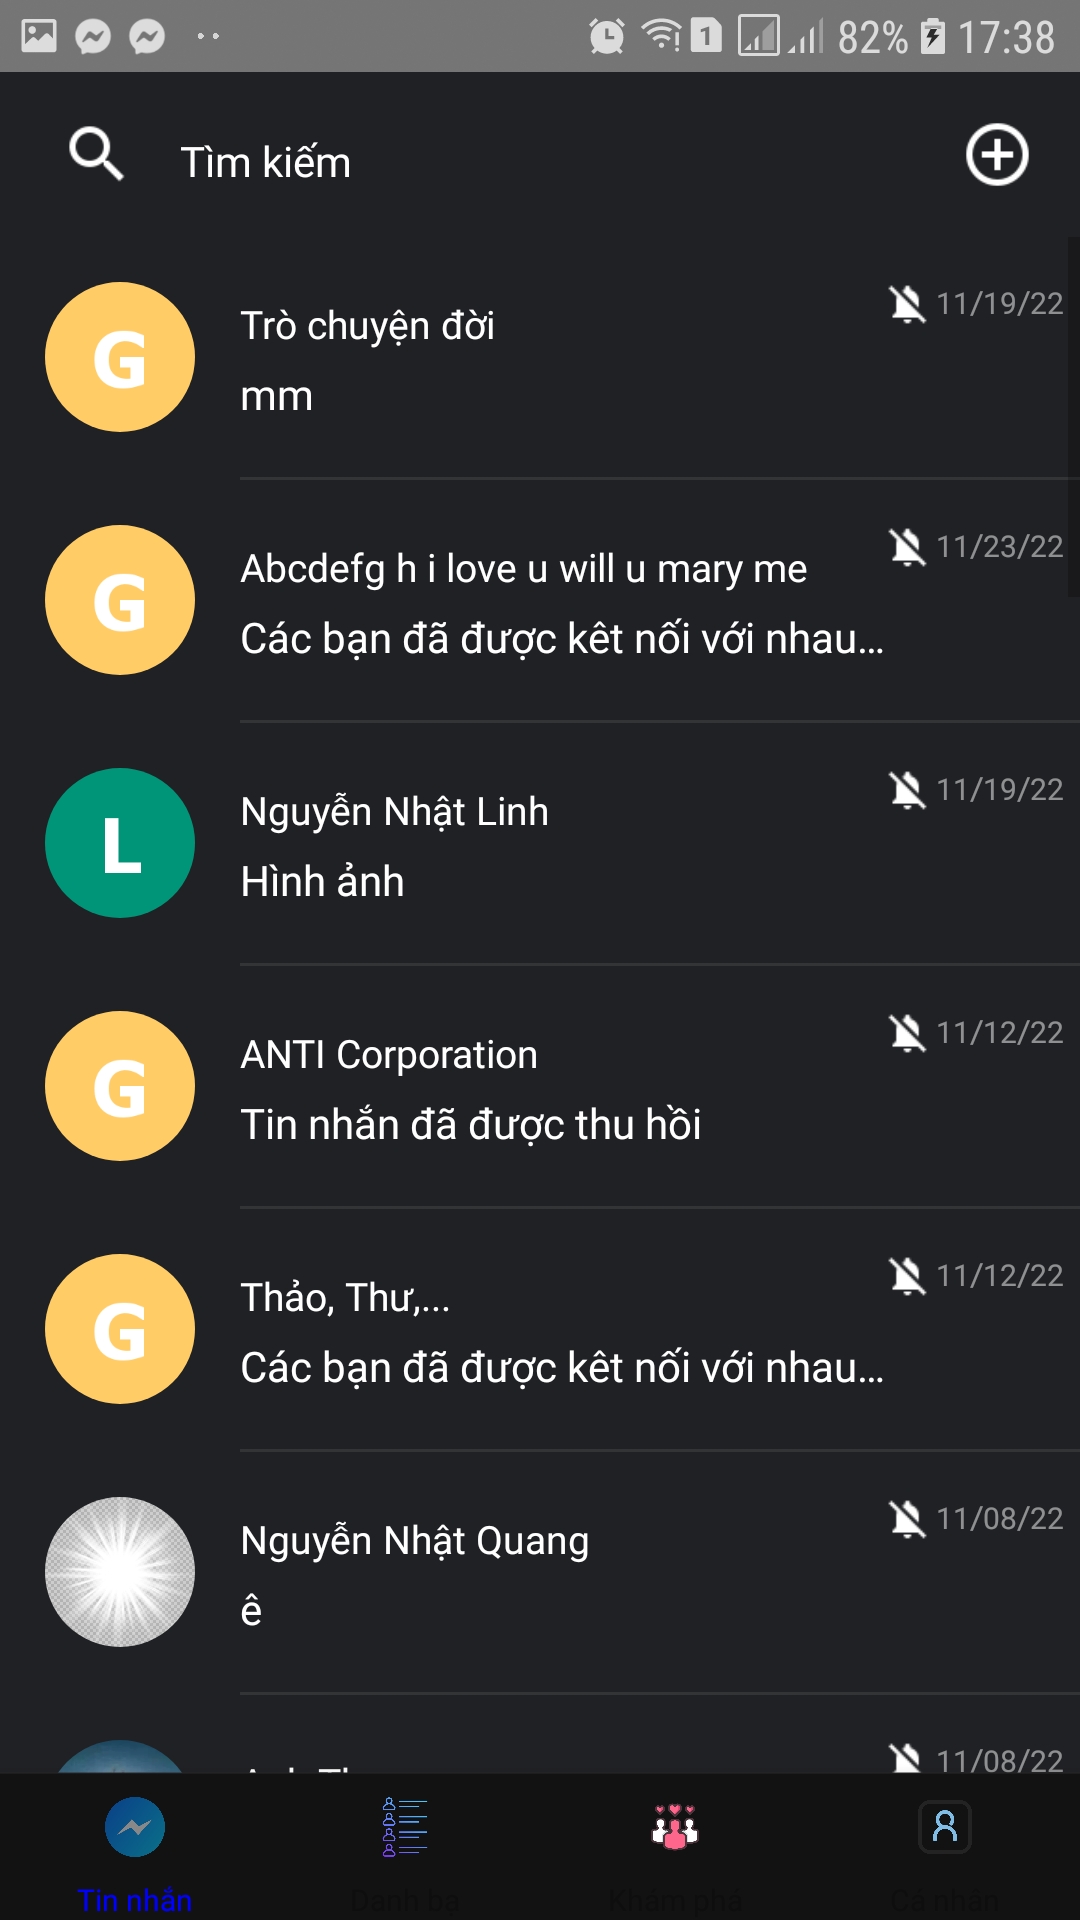 1 82% 17:38
Tìm kiếm
G Trò chuyện đời 11/19/22
mm
G Abcdefg h i love u will u mary me 11/23/22
Các bạn đã được kêt nối với nhau...
L Nguyễn Nhật Linh 11/19/22
Hình ảnh
G ANTI Corporation 11/12/22
Tin nhắn đã được thu hồi
G Thảo, Thư,... 11/12/22
Các bạn đã được kêt nối với nhau...
Nguyễn Nhật Quang 11/08/22
ê
11/08/22
Tin nhắn Danh bạ Khám phá Cá nhân